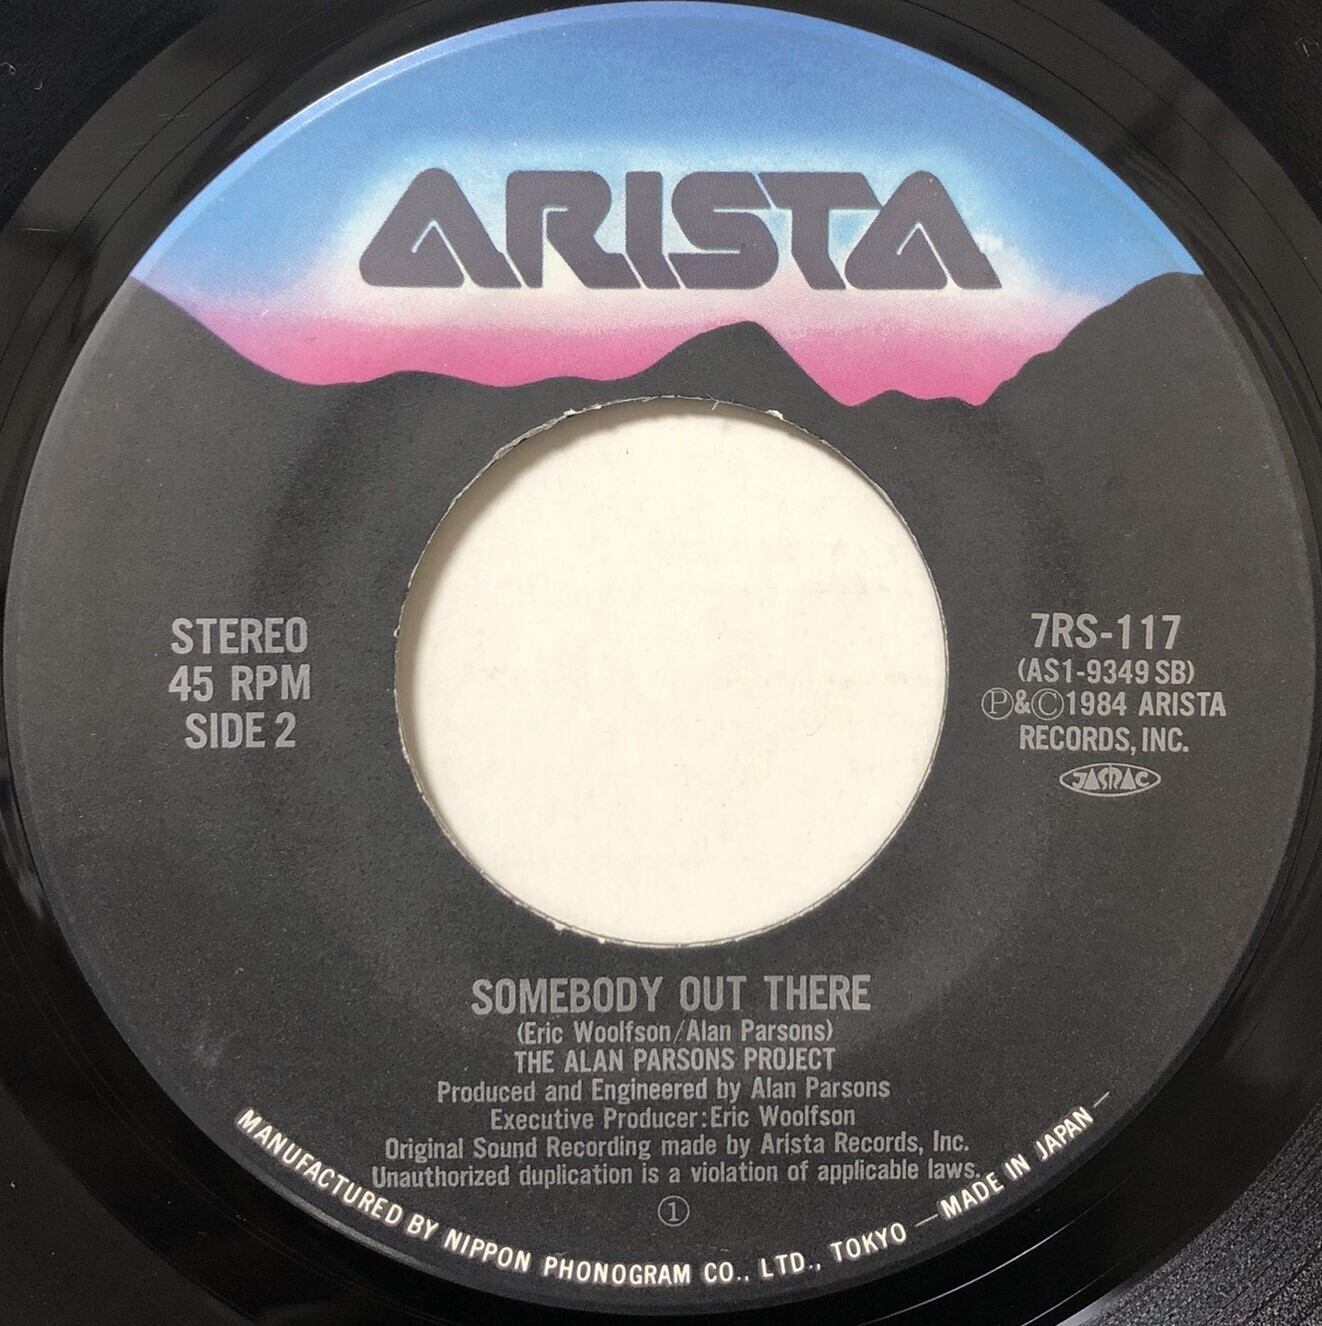 ARISTA
STEREO
45 RPM
SIDE 2
7RS-117
(AS1-9349 SB)
Ⓟ&Ⓒ1984 ARISTA
RECORDS, INC.
JASRAC
SOMEBODY OUT THERE
(Eric Woolfson/Alan Parsons)
THE ALAN PARSONS PROJECT
Produced and Engineered by Alan Parsons
Executive Producer:Eric Woolfson
Original Sound Recording made by Arista Records, Inc.
Unauthorized duplication is a violation of applicable laws.
①
MANUFACTURED BY NIPPON PHONOGRAM CO., LTD., TOKYO — MADE IN JAPAN —